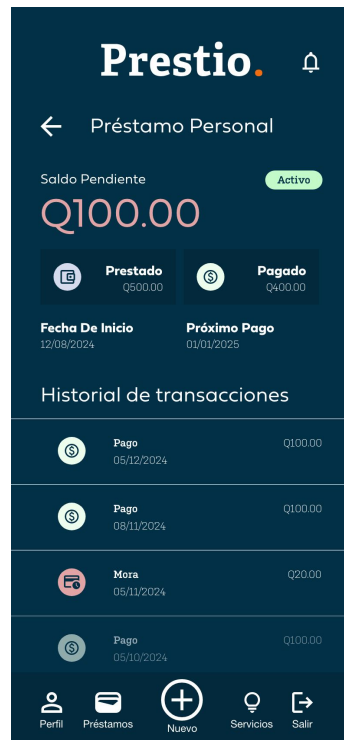 Prestio.
Préstamo Personal
Saldo Pendiente
Activo
Q100.00
Prestado
Q500.00
Pagado
Q400.00
Fecha De Inicio
12/08/2024
Próximo Pago
01/01/2025
Historial de transacciones
Pago
Q100.00
05/12/2024
Pago
Q100.00
08/11/2024
Mora
Q20.00
05/11/2024
Pago
Q100.00
05/10/2024
Perfil
Préstamos
Nuevo
Servicios
Salir